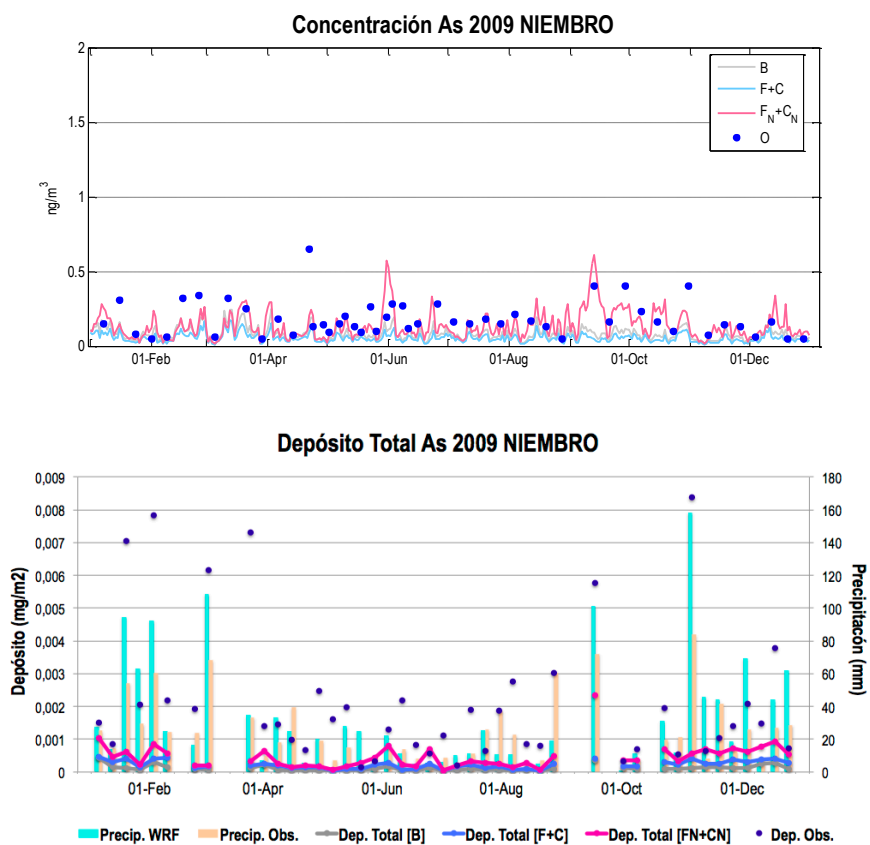 Concentración As 2009 NIEMBRO
2
1.5
1
0.5
0
ng/m3
B
F+C
FN+CN
O
01-Feb 01-Apr 01-Jun 01-Aug 01-Oct 01-Dec
Depósito Total As 2009 NIEMBRO
0,009
0,008
0,007
0,006
0,005
0,004
0,003
0,002
0,001
0
Depósito (mg/m2)
180
160
140
120
100
80
60
40
20
0
Precipitacón (mm)
01-Feb 01-Apr 01-Jun 01-Aug 01-Oct 01-Dec
Precip. WRF Precip. Obs. Dep. Total [B] Dep. Total [F+C] Dep. Total [FN+CN] Dep. Obs.